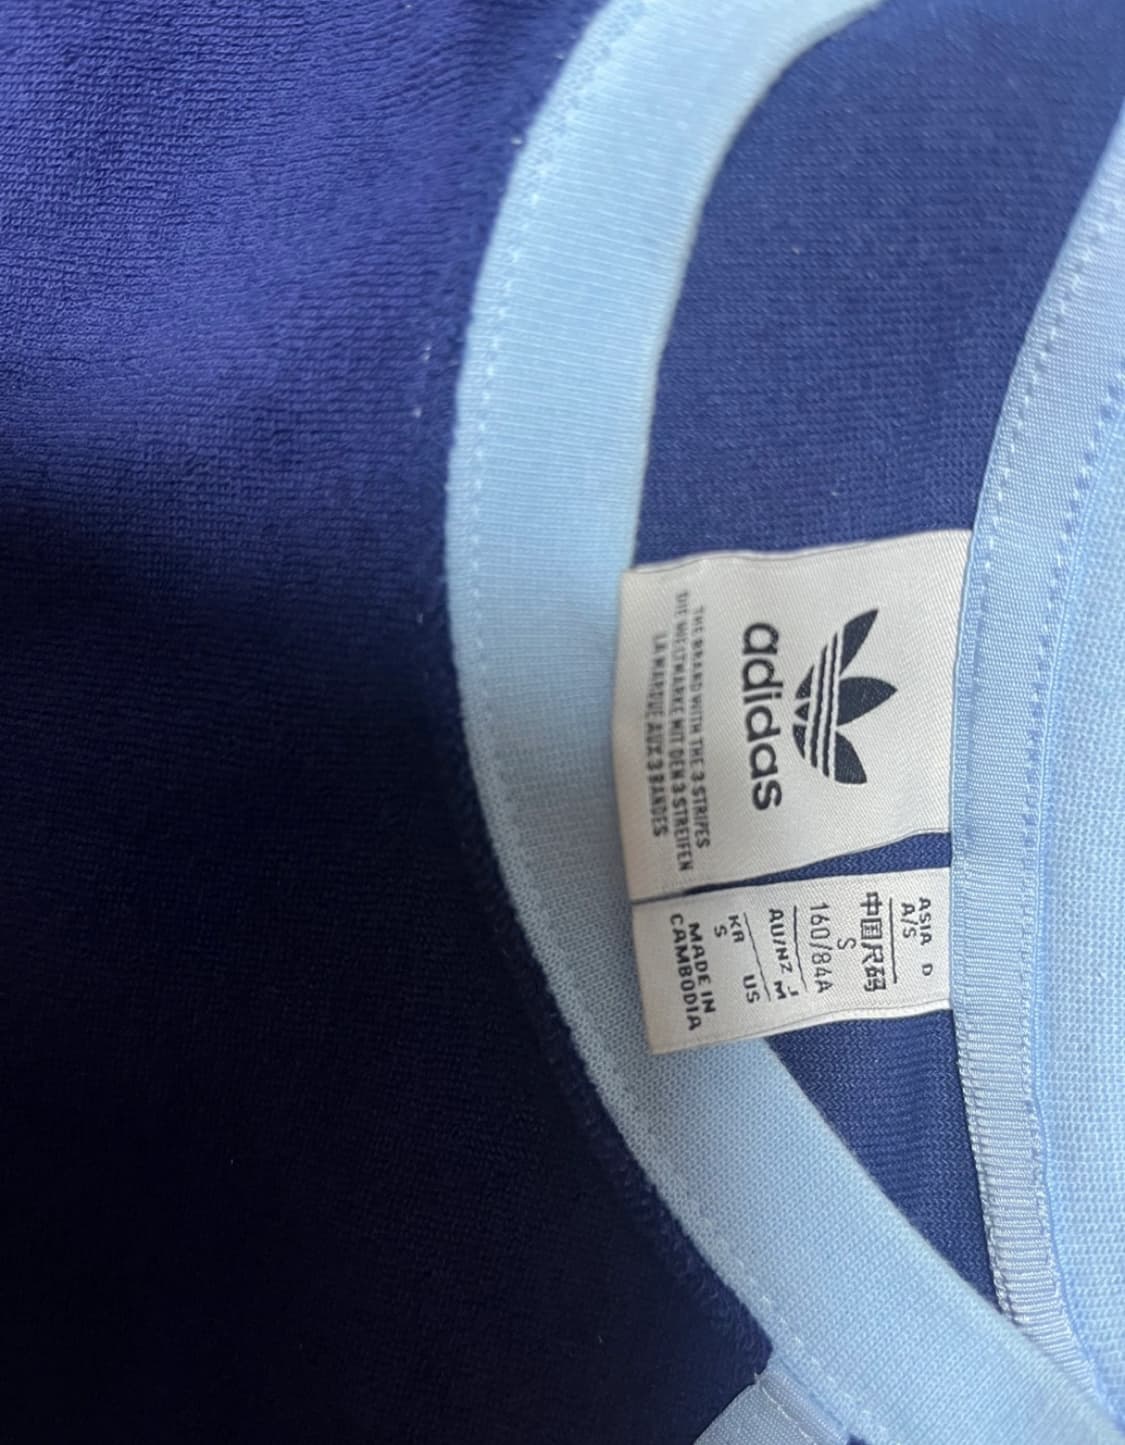 adidas
THE BRAND WITH THE 3 STRIPES
DIE WELTMARKE MIT DEN 3 STREIFEN
LA MARQUE AUX 3 BANDES
ASIA D
A/S
中国尺码
S
160/84A
AU/NZ J
M
KR US
S
MADE IN
CAMBODIA